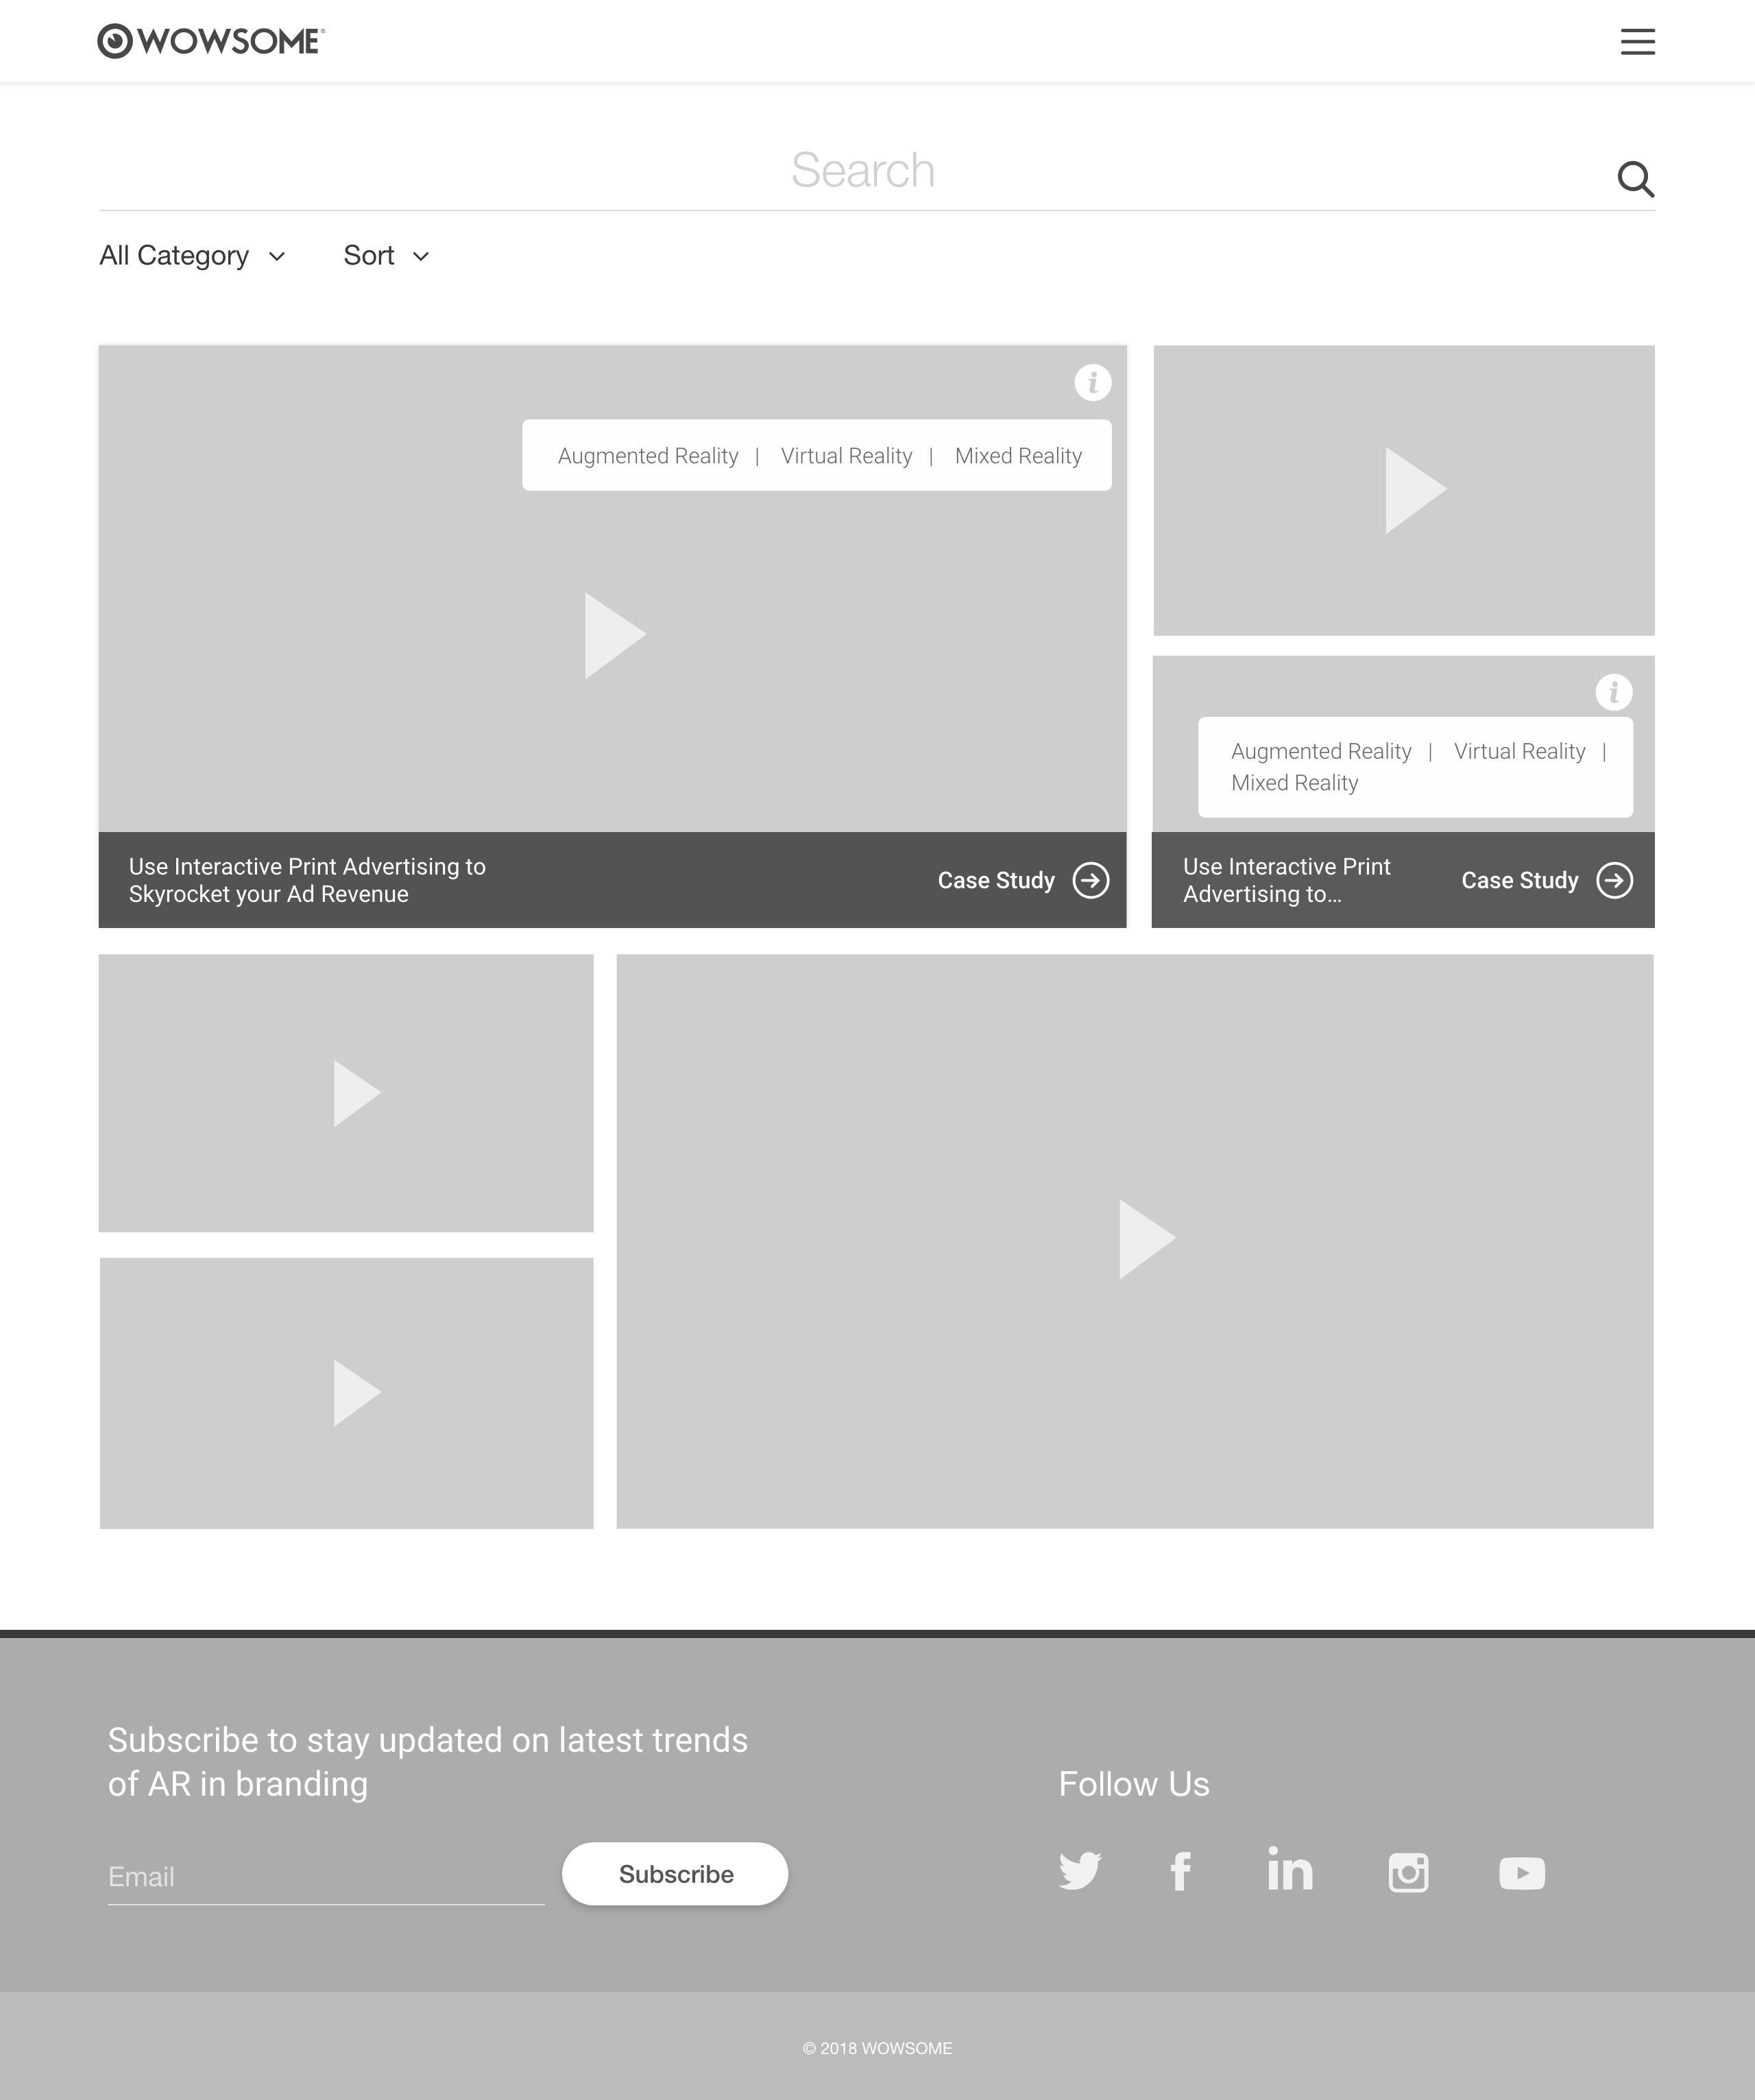 WOWSOME®
Search
All Category
Sort
i
Augmented Reality | Virtual Reality | Mixed Reality
Use Interactive Print Advertising to
Skyrocket your Ad Revenue
Case Study
i
Augmented Reality | Virtual Reality |
Mixed Reality
Use Interactive Print
Advertising to...
Case Study
Subscribe to stay updated on latest trends
of AR in branding
Email
Subscribe
Follow Us
© 2018 WOWSOME